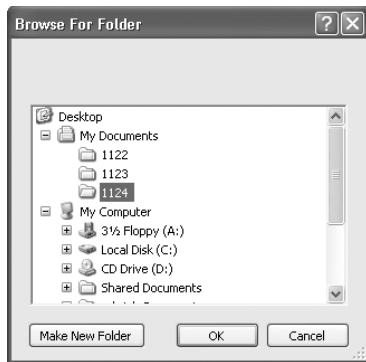 Browse For Folder
Desktop
My Documents
1122
1123
1124
My Computer
3½ Floppy (A:)
Local Disk (C:)
CD Drive (D:)
Shared Documents
Make New Folder
OK
Cancel